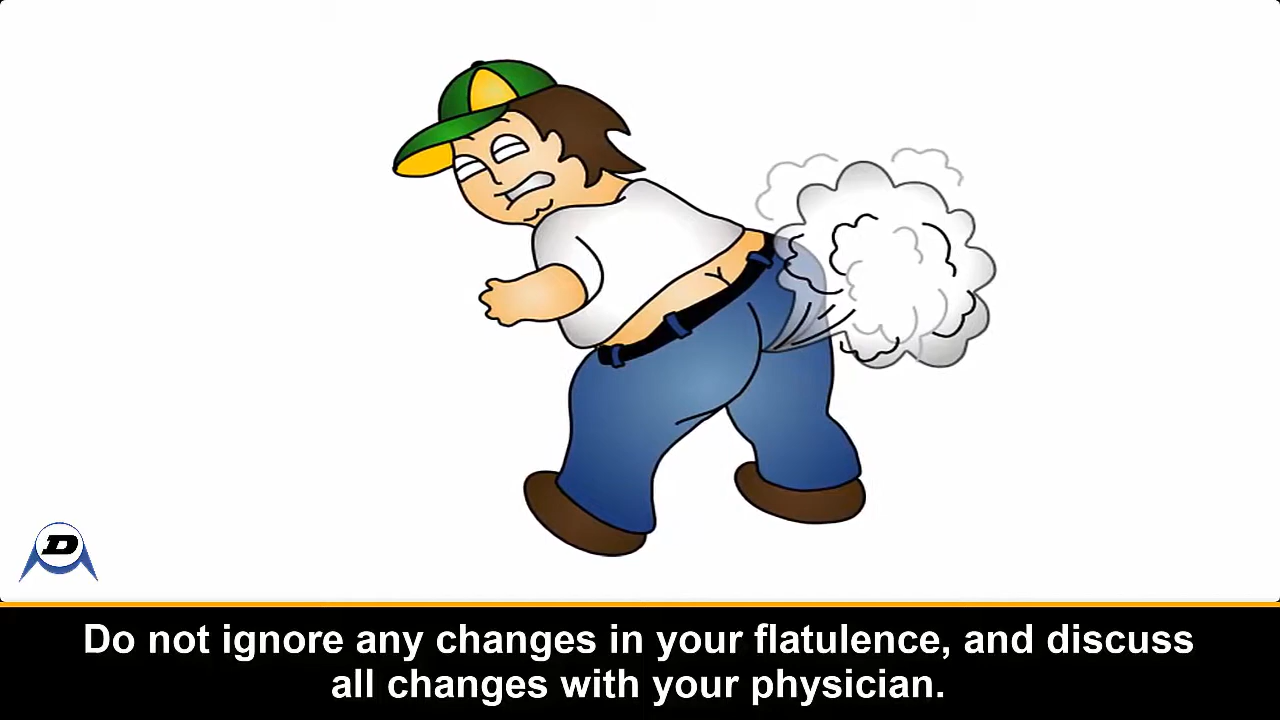 D
Do not ignore any changes in your flatulence, and discuss
all changes with your physician.